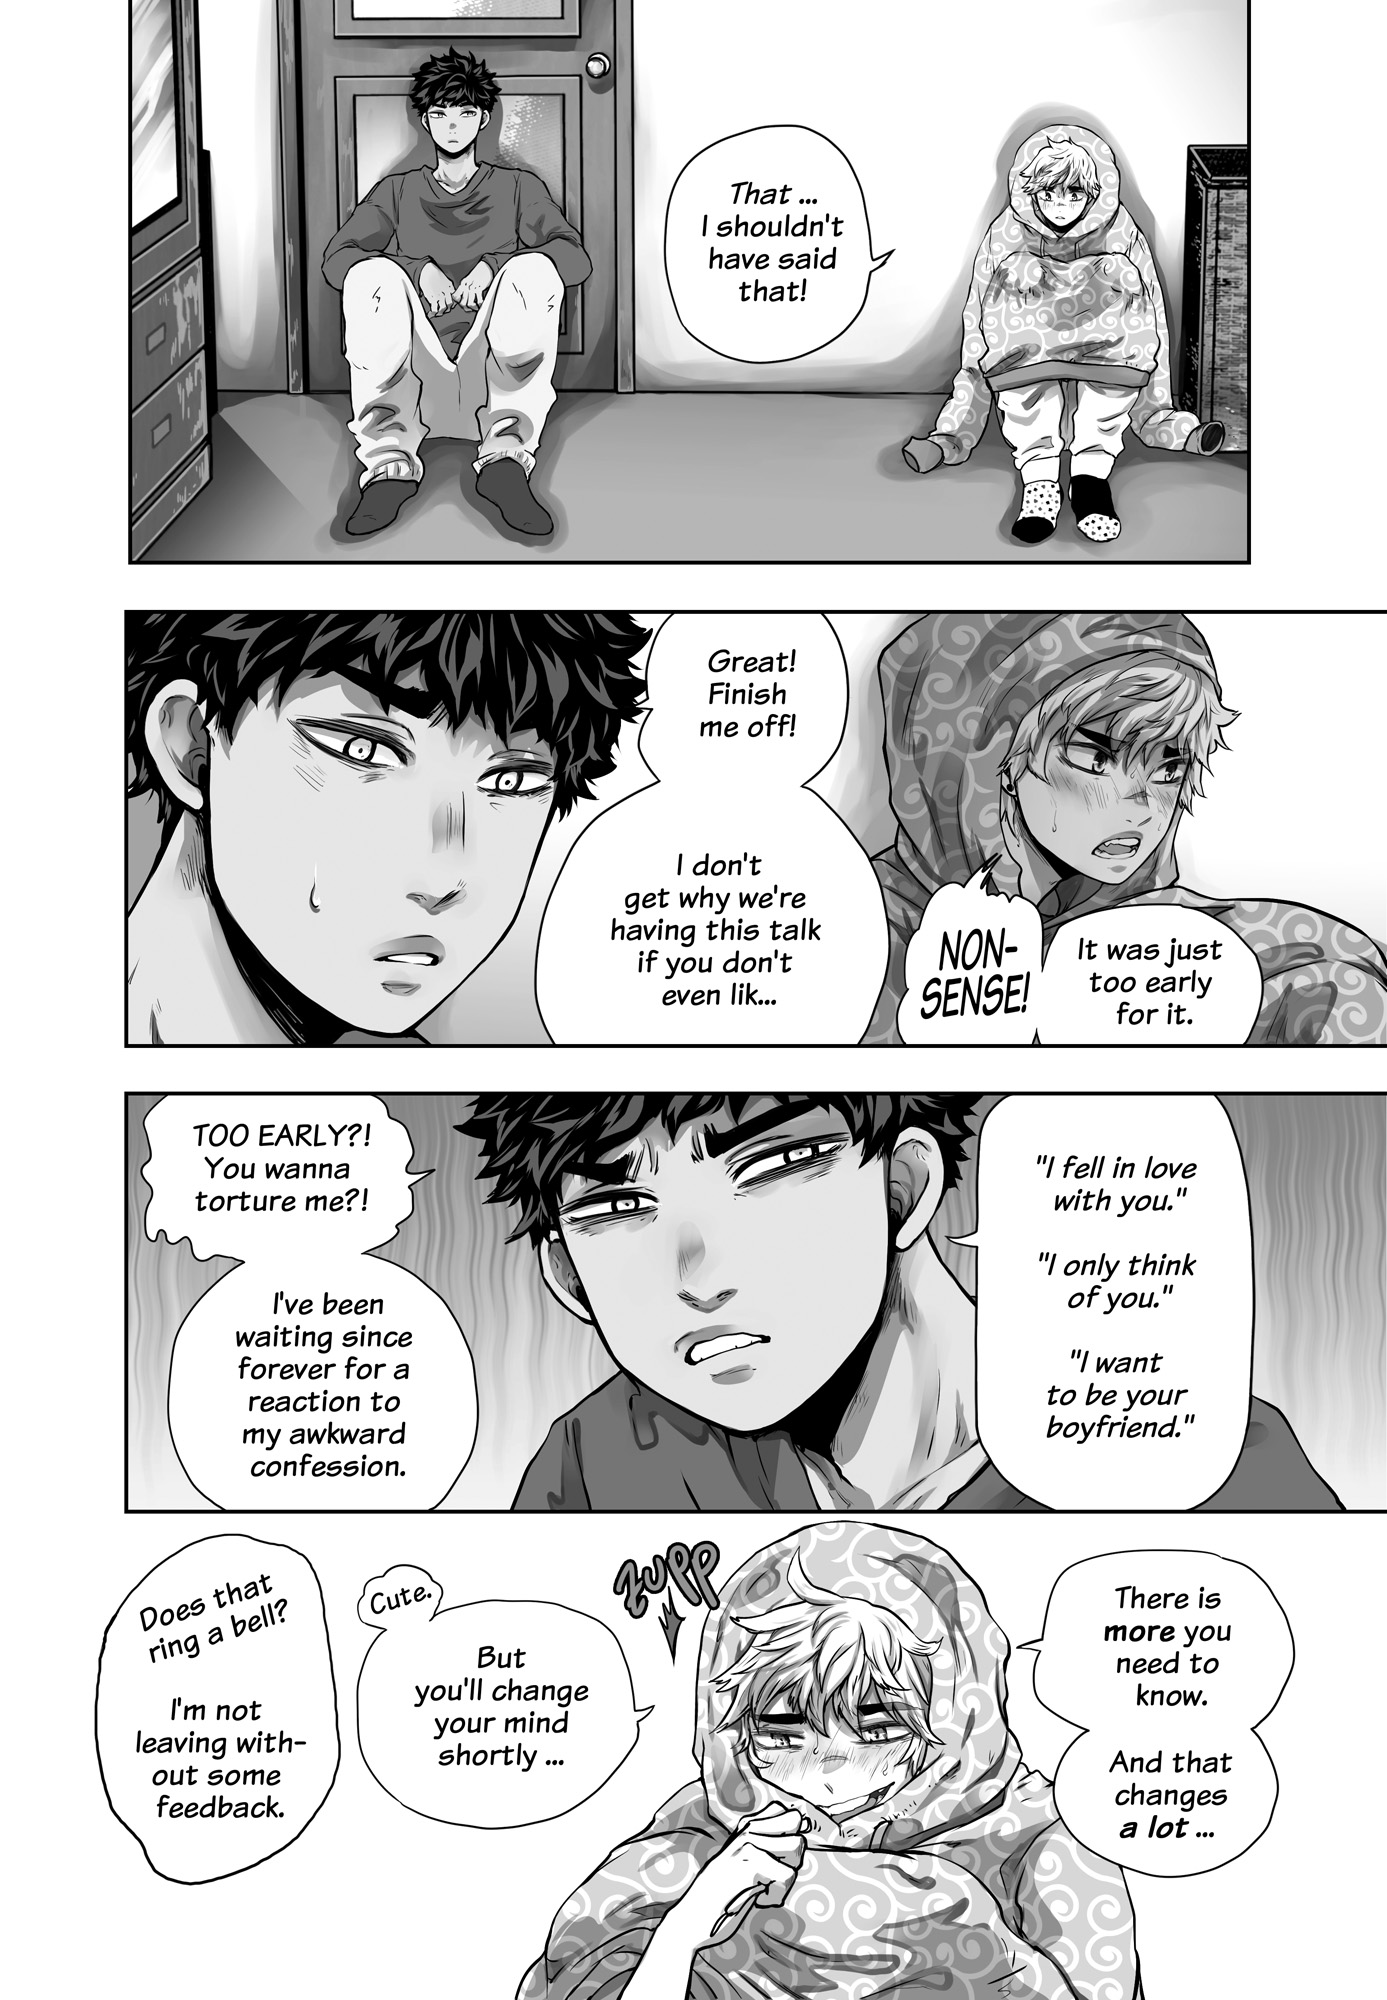 That ...
I shouldn't
have said
that!
Great!
Finish
me off!
I don't
get why we're
having this talk
if you don't
even lik...
NON-
SENSE!
It was just
too early
for it.
TOO EARLY?!
You wanna
torture me?!
I've been
waiting since
forever for a
reaction to
my awkward
confession.
"I fell in love
with you."
"I only think
of you."
"I want
to be your
boyfriend."
Does that
ring a bell?
I'm not
leaving with-
out some
feedback.
Cute.
But
you'll change
your mind
shortly ...
ZUPP
There is
more you
need to
know.
And that
changes
a lot ...